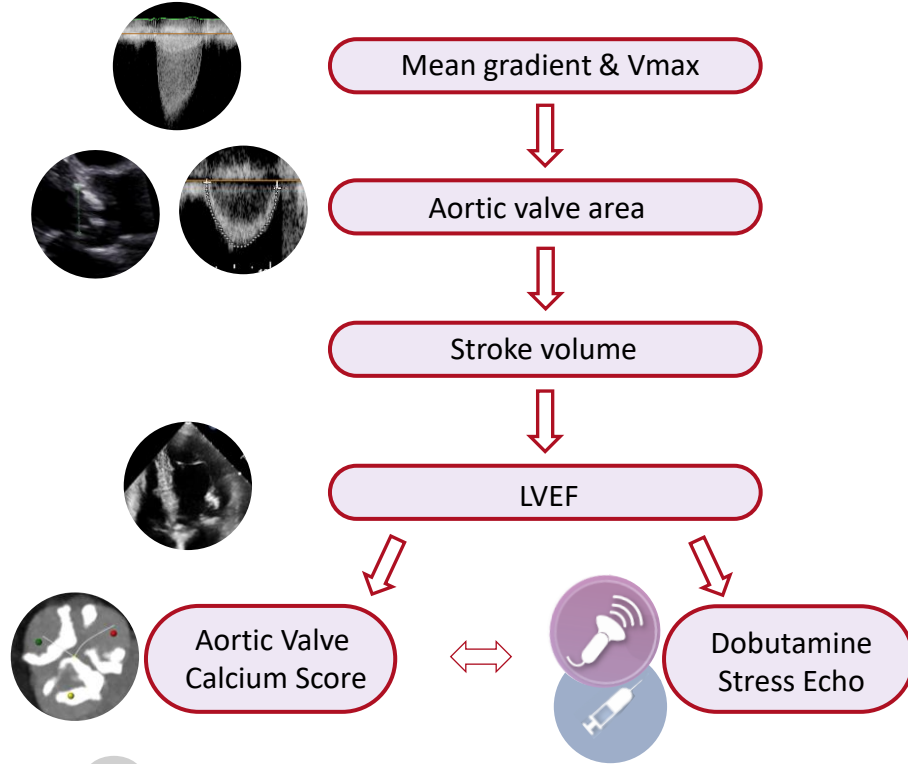 Mean gradient & Vmax
Aortic valve area
Stroke volume
LVEF
Aortic Valve
Calcium Score
Dobutamine
Stress Echo